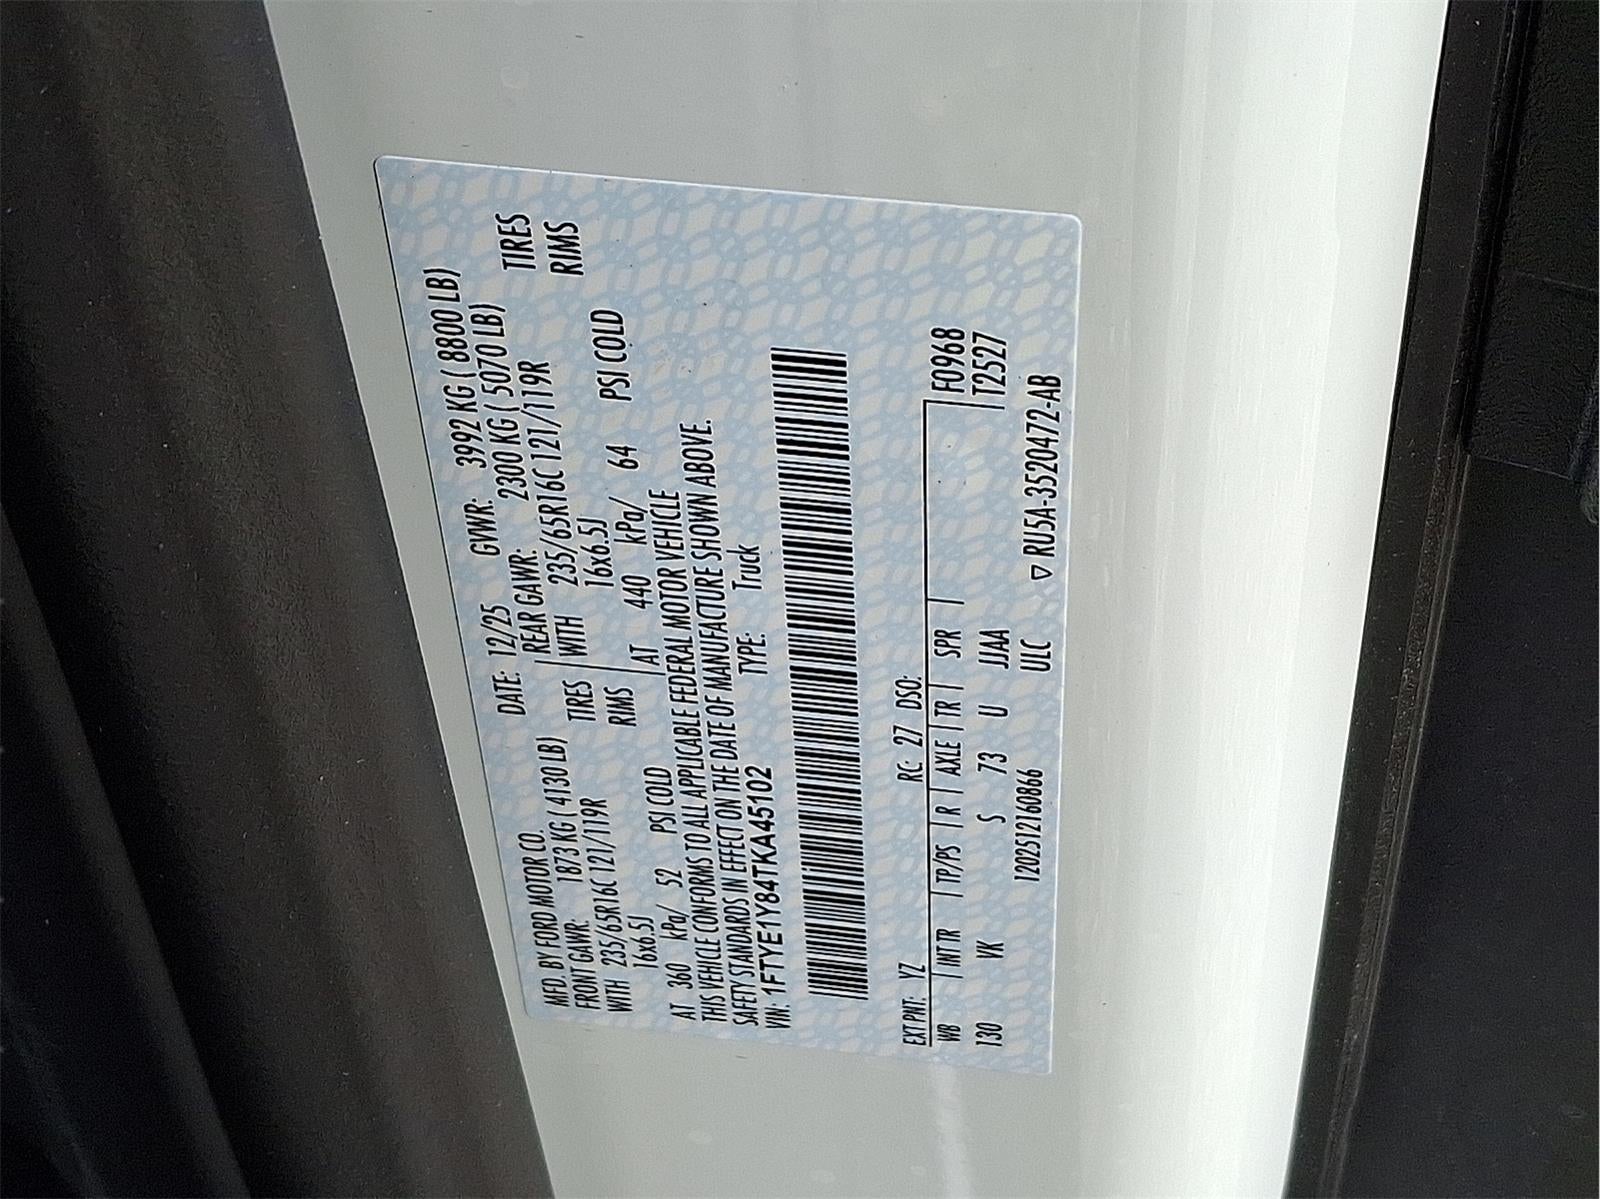 MFD. BY FORD MOTOR CO. DATE: 12/25 GVWR: 3992 KG ( 8800 LB)
FRONT GAWR: 1873 KG ( 4130 LB) REAR GAWR: 2300 KG ( 5070 LB)
WITH 235/65R16C 121/119R TIRES WITH 235/65R16C 121/119R TIRES
16x6.5J RIMS 16x6.5J RIMS
AT 360 kPa/ 52 PSI COLD AT 440 kPa/ 64 PSI COLD
THIS VEHICLE CONFORMS TO ALL APPLICABLE FEDERAL MOTOR VEHICLE
SAFETY STANDARDS IN EFFECT ON THE DATE OF MANUFACTURE SHOWN ABOVE.
VIN: 1FTYE1Y84TKA45102 TYPE: Truck
EXT PNT: YZ RC: 27 DSO: F0968
WB INT TR TP/PS R AXLE TR SPR T2527
130 VK S 73 U JJAA
1202512160866 ULC ▽ RU5A-3520472-AB